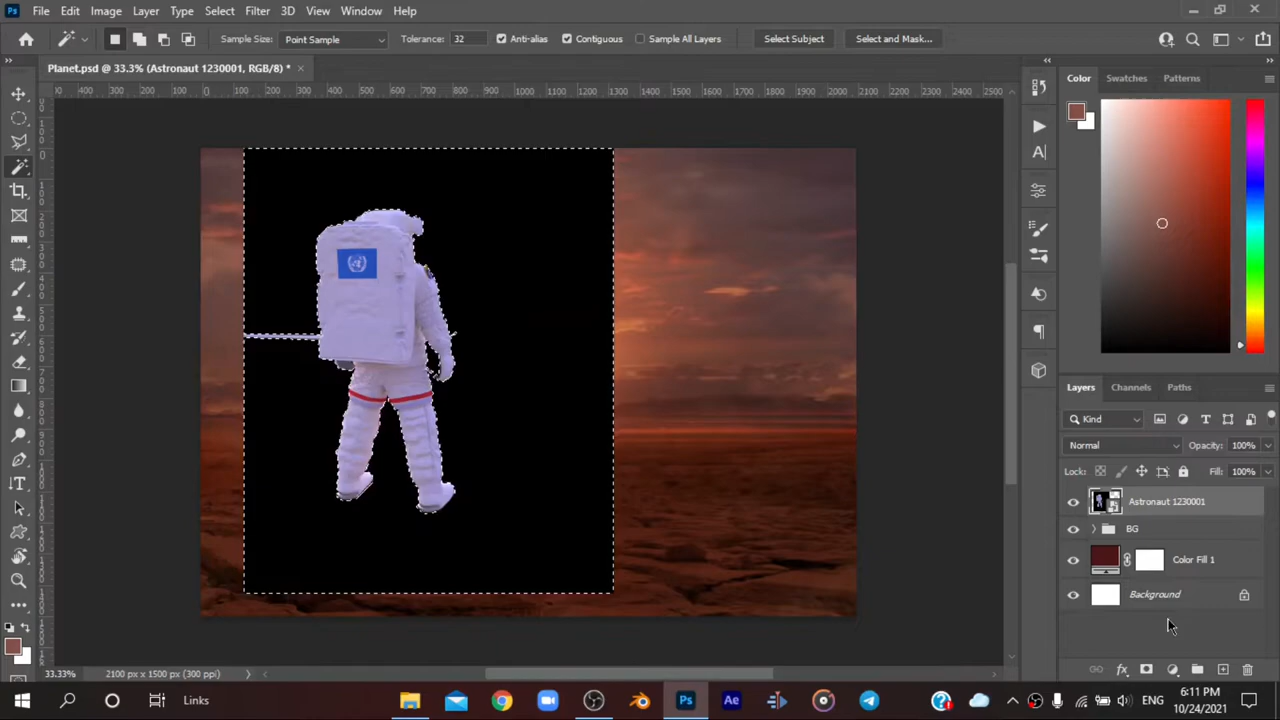 Ps File Edit Image Layer Type Select Filter 3D View Window Help
Sample Size: Point Sample Tolerance: 32 Anti-alias Contiguous Sample All Layers Select Subject Select and Mask...
Planet.psd @ 33.3% (Astronaut 1230001, RGB/8) *
Color Swatches Patterns
Layers Channels Paths
Kind
Normal Opacity: 100%
Lock: Fill: 100%
Astronaut 1230001
BG
Color Fill 1
Background
33.33% 2100 px x 1500 px (300 ppi)
Links Ps Ae ENG 6:11 PM
10/24/2021